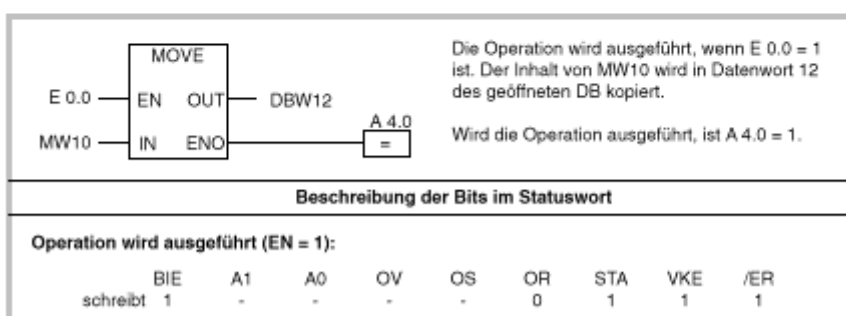 MOVE
E 0.0 EN OUT DBW12
MW10 IN ENO
A 4.0
=
Die Operation wird ausgeführt, wenn E 0.0 = 1
ist. Der Inhalt von MW10 wird in Datenwort 12
des geöffneten DB kopiert.
Wird die Operation ausgeführt, ist A 4.0 = 1.
Beschreibung der Bits im Statuswort
Operation wird ausgeführt (EN = 1):
BIE A1 A0 OV OS OR STA VKE /ER
schreibt 1 - - - - 0 1 1 1